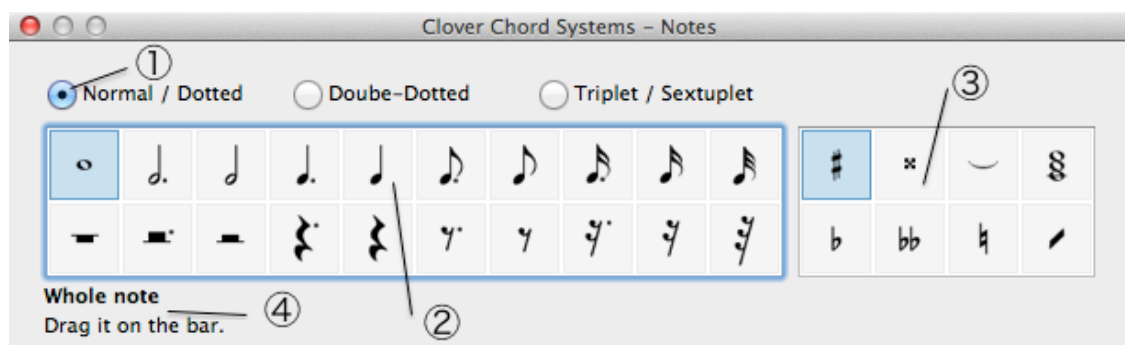 Clover Chord Systems – Notes
①
Normal / Dotted
Doube-Dotted
Triplet / Sextuplet
③
Whole note
④
Drag it on the bar.
②